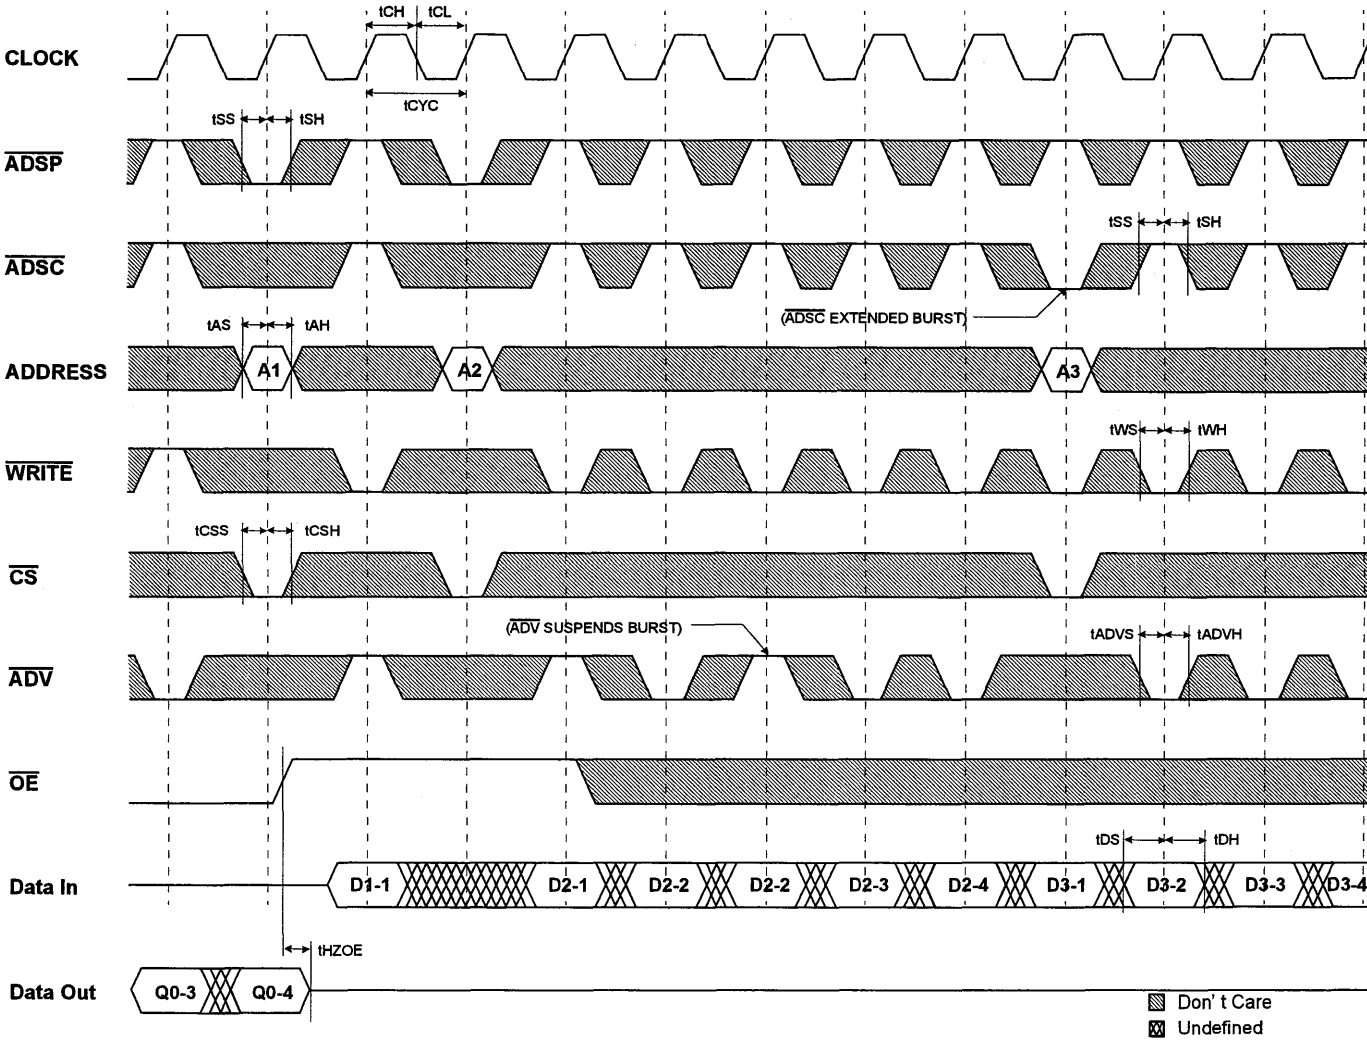 tCH tCL
CLOCK
tCYC
tSS tSH
ADSP
tSS tSH
ADSC
(ADSC EXTENDED BURST)
tAS tAH
ADDRESS A1 A2 A3
tWS tWH
WRITE
tCSS tCSH
CS
(ADV SUSPENDS BURST)
tADVS tADVH
ADV
OE
tDS tDH
Data In D1-1 D2-1 D2-2 D2-2 D2-3 D2-4 D3-1 D3-2 D3-3 D3-4
tHZOE
Data Out Q0-3 Q0-4
Don' t Care
Undefined